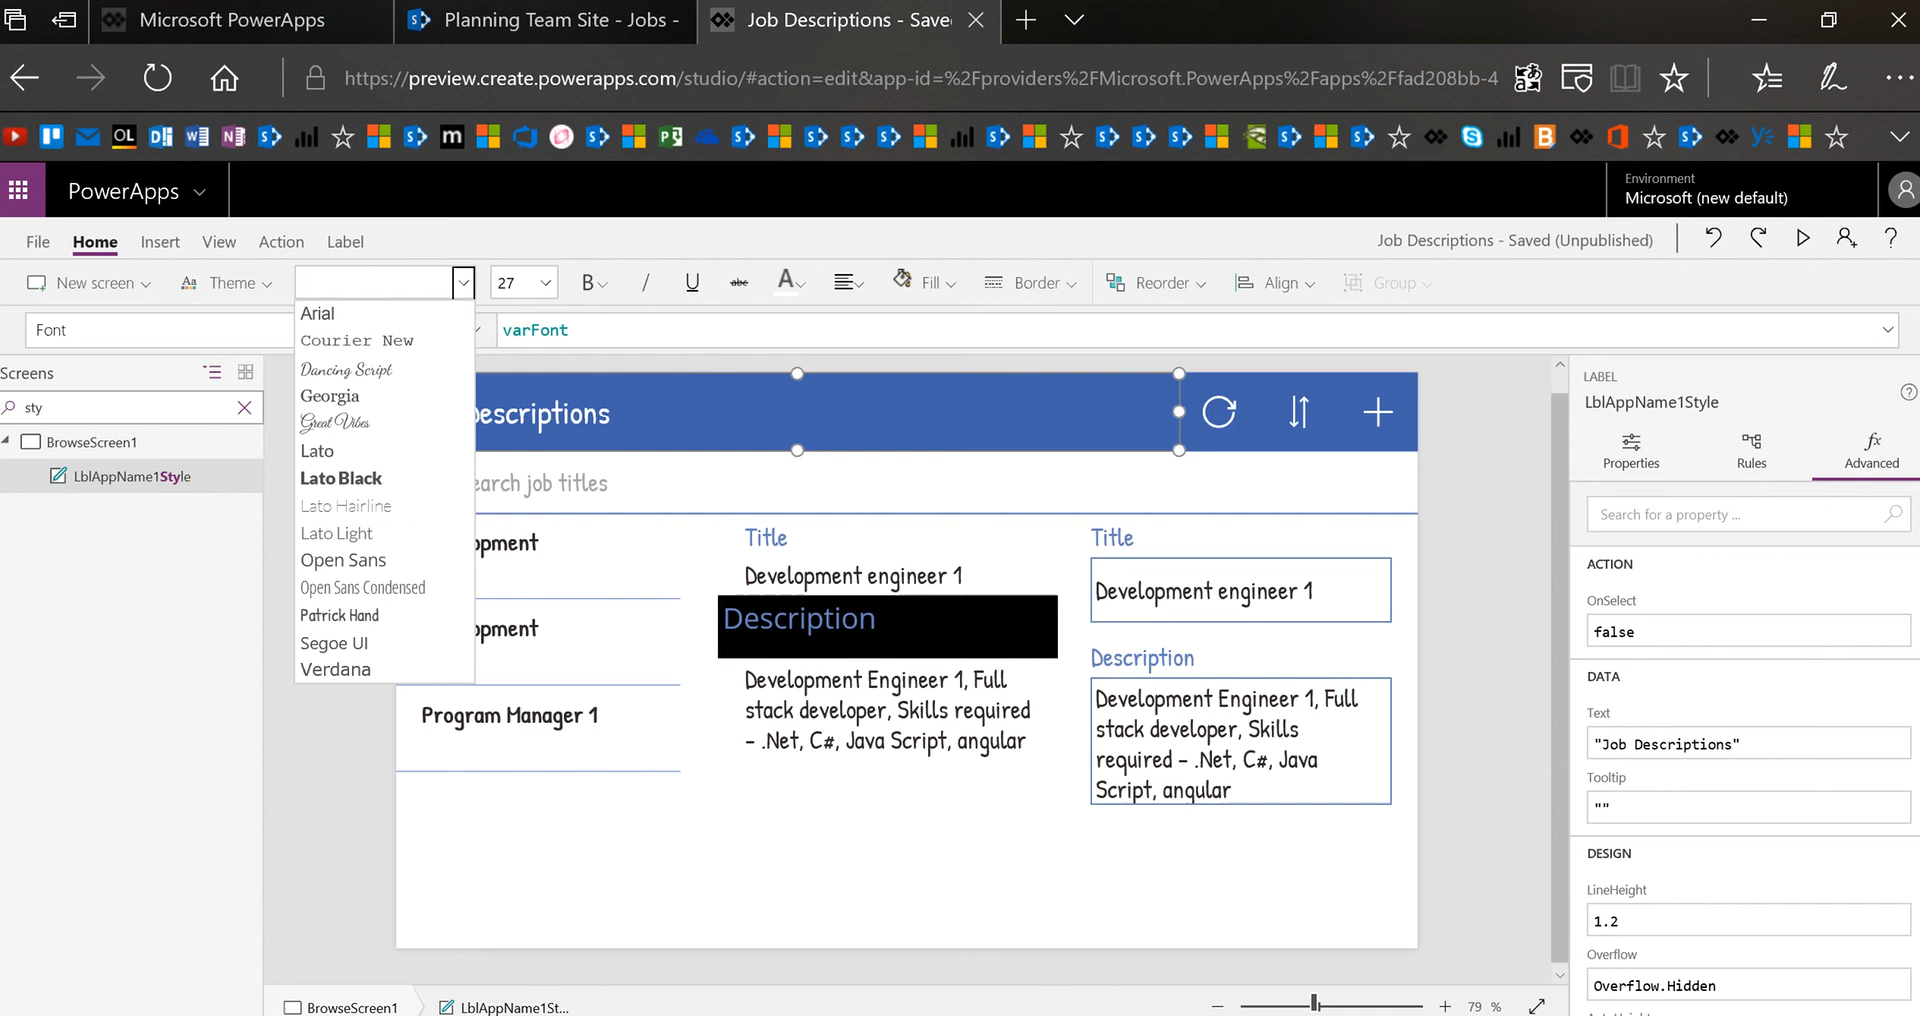 Microsoft PowerApps
Planning Team Site - Jobs -
Job Descriptions - Save
https://preview.create.powerapps.com/studio/#action=edit&app-id=%2Fproviders%2FMicrosoft.PowerApps%2Fapps%2Ffad208bb-4
PowerApps
Environment
Microsoft (new default)
File
Home
Insert
View
Action
Label
Job Descriptions - Saved (Unpublished)
New screen
Theme
27
B
/
U
abc
A
Fill
Border
Reorder
Align
Group
Font
varFont
Arial
Courier New
Dancing Script
Georgia
Great Vibes
Lato
Lato Black
Lato Hairline
Lato Light
Open Sans
Open Sans Condensed
Patrick Hand
Segoe UI
Verdana
Screens
sty
BrowseScreen1
LblAppName1Style
Descriptions
earch job titles
opment
opment
Program Manager 1
Title
Development engineer 1
Description
Development Engineer 1, Full
stack developer, Skills required
- .Net, C#, Java Script, angular
Title
Development engineer 1
Description
Development Engineer 1, Full
stack developer, Skills
required - .Net, C#, Java
Script, angular
LABEL
LblAppName1Style
Properties
Rules
Advanced
Search for a property ...
ACTION
OnSelect
false
DATA
Text
"Job Descriptions"
Tooltip
""
DESIGN
LineHeight
1.2
Overflow
Overflow.Hidden
BrowseScreen1
LblAppName1St...
79 %